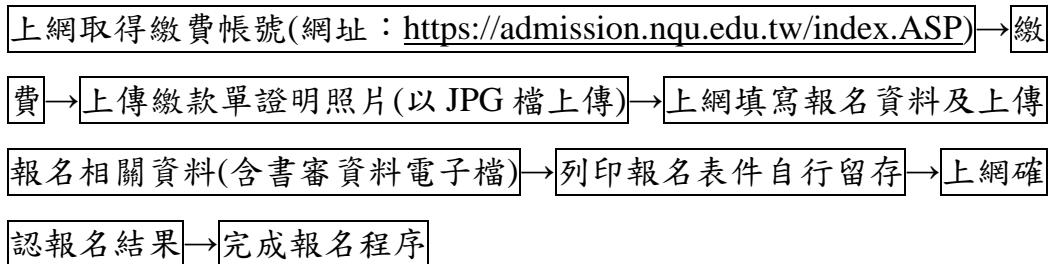 上網取得繳費帳號(網址：https://admission.nqu.edu.tw/index.ASP)→繳
費→上傳繳款單證明照片(以 JPG 檔上傳)→上網填寫報名資料及上傳
報名相關資料(含書審資料電子檔)→列印報名表件自行留存→上網確
認報名結果→完成報名程序